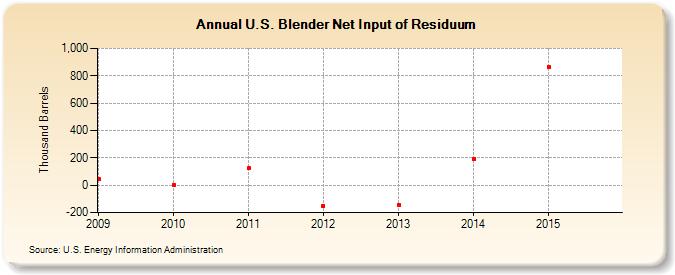 Annual U.S. Blender Net Input of Residuum
Thousand Barrels
1,000
800
600
400
200
0
-200
2009 2010 2011 2012 2013 2014 2015
Source: U.S. Energy Information Administration